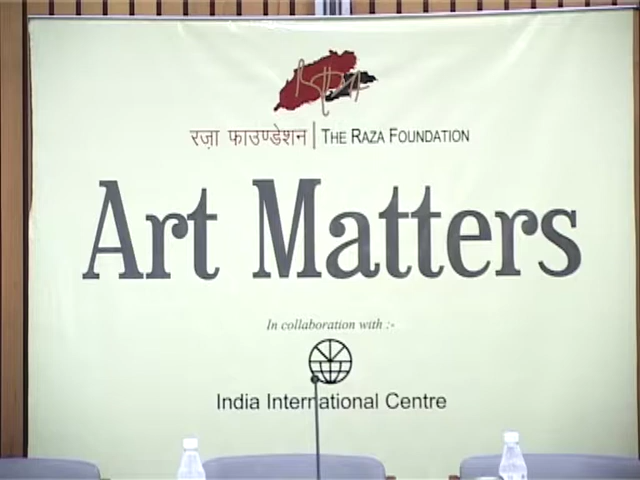 रज़ा फाउण्डेशन | THE RAZA FOUNDATION
Art Matters
In collaboration with :-
India International Centre